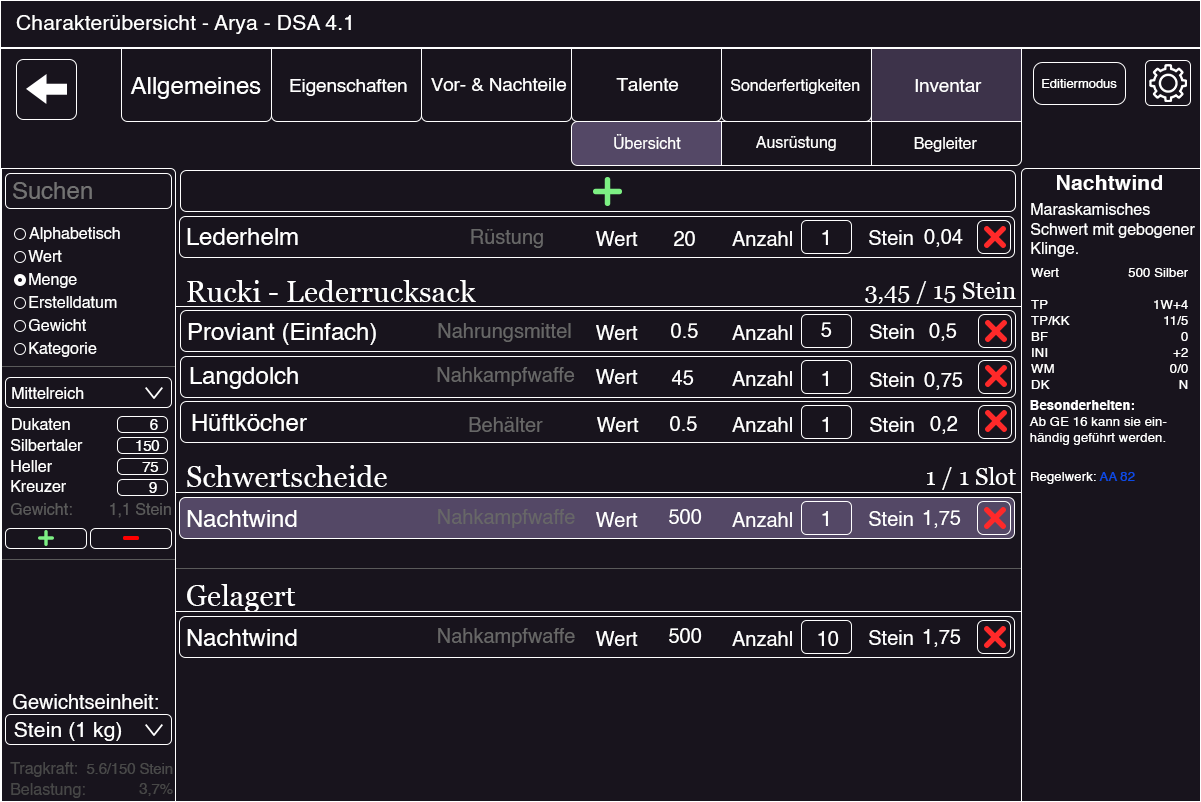 Charakterübersicht - Arya - DSA 4.1
Allgemeines
Eigenschaften
Vor- & Nachteile
Talente
Sonderfertigkeiten
Inventar
Editiermodus
Übersicht
Ausrüstung
Begleiter
Suchen
Alphabetisch
Wert
Menge
Erstelldatum
Gewicht
Kategorie
Mittelreich
Dukaten 6
Silbertaler 150
Heller 75
Kreuzer 9
Gewicht: 1,1 Stein
Gewichtseinheit:
Stein (1 kg)
Tragkraft: 5.6/150 Stein
Belastung: 3,7%
Lederhelm Rüstung Wert 20 Anzahl 1 Stein 0,04
Rucki - Lederrucksack 3,45 / 15 Stein
Proviant (Einfach) Nahrungsmittel Wert 0.5 Anzahl 5 Stein 0,5
Langdolch Nahkampfwaffe Wert 45 Anzahl 1 Stein 0,75
Hüftköcher Behälter Wert 0.5 Anzahl 1 Stein 0,2
Schwertscheide 1 / 1 Slot
Nachtwind Nahkampfwaffe Wert 500 Anzahl 1 Stein 1,75
Gelagert
Nachtwind Nahkampfwaffe Wert 500 Anzahl 10 Stein 1,75
Nachtwind
Maraskamisches
Schwert mit gebogener
Klinge.
Wert 500 Silber
TP 1W+4
TP/KK 11/5
BF 0
INI +2
WM 0/0
DK N
Besonderheiten:
Ab GE 16 kann sie ein-
händig geführt werden.
Regelwerk: AA 82